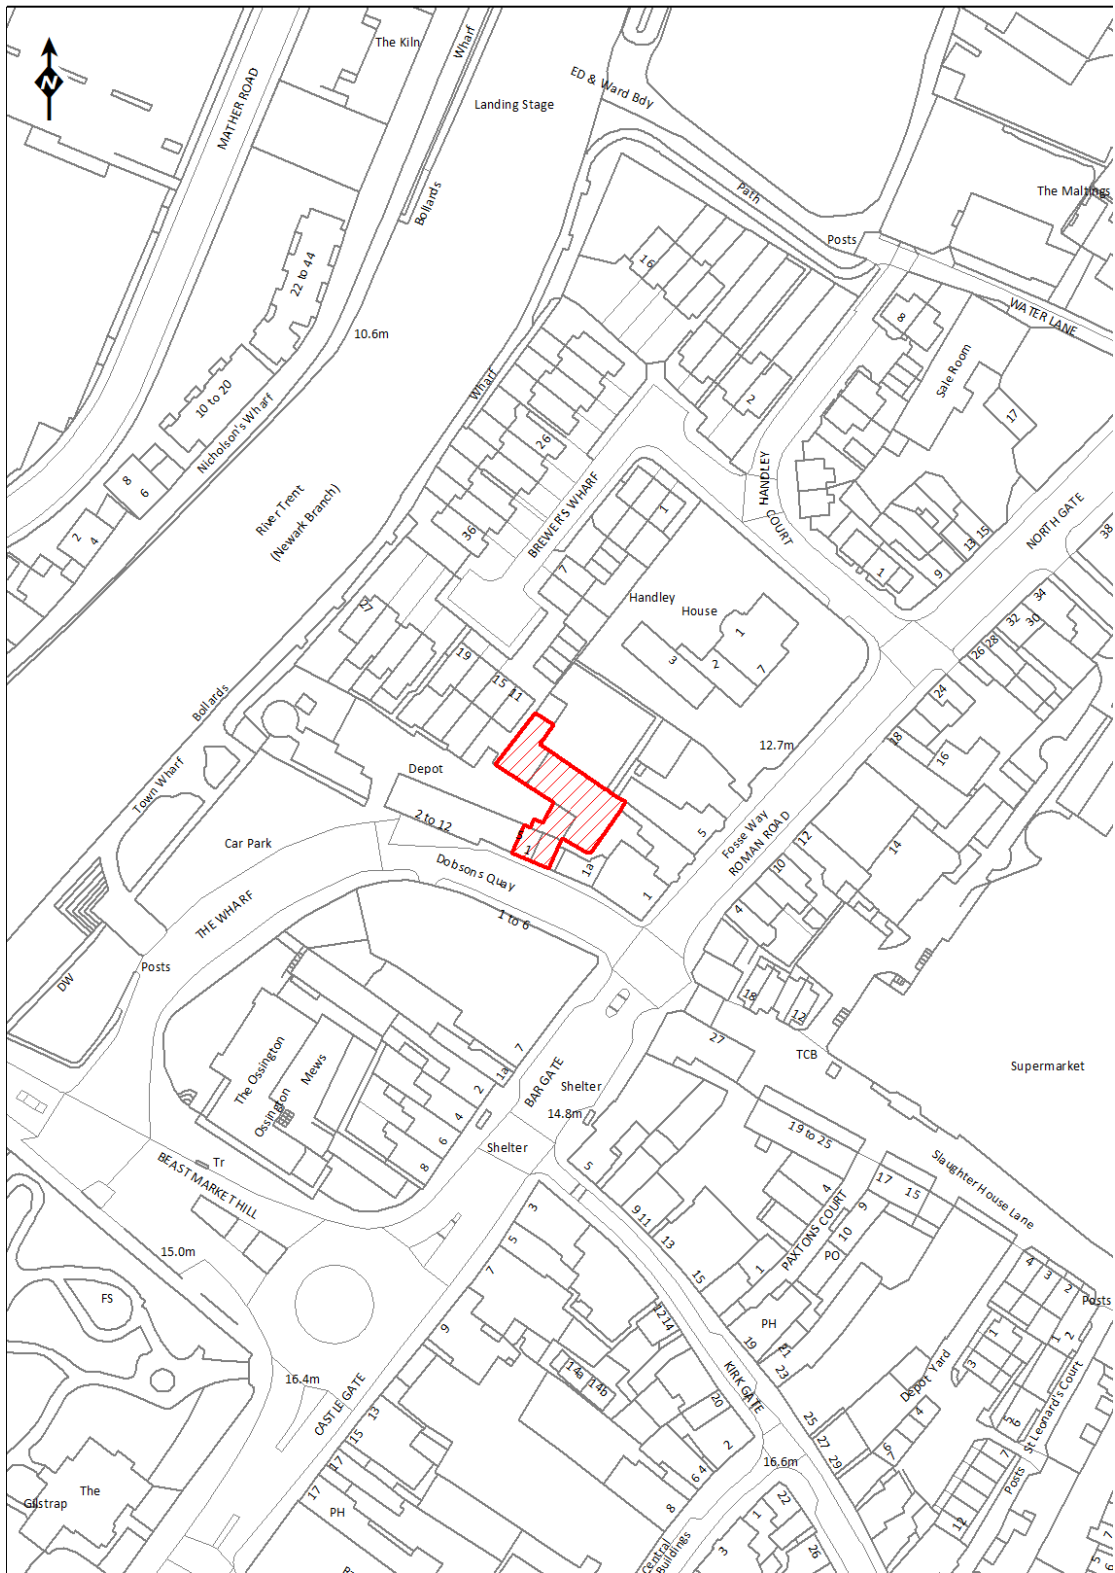 The Kiln
Wharf
N
MATHER ROAD
ED & Ward Bdy
Landing Stage
Path
The Maltings
Bollards
Posts
16
22 to 44
WATER LANE
8
10.6m
Sale Room
Wharf
2
17
10 to 20
Nicholson's Wharf
26
HANDLEY
COURT
8
6
River Trent
(Newark Branch)
BREWER'S WHARF
1
NORTH GATE
38
2
4
36
13
15
7
1
9
Handley
House
34
32
30
27
1
28
26
3
2
7
19
15
11
24
Bollards
18
16
12.7m
Town Wharf
Depot
2 to 12
5
Fosse Way
ROMAN ROAD
12
14
Car Park
5
1
10
Dobsons Quay
1a
1
4
THE WHARF
1 to 6
Posts
DW
18
12
27
TCB
The Ossington
Ossington
Mews
7
Supermarket
BAR GATE
1a
2
Shelter
14.8m
4
6
8
Shelter
19 to 25
Tr
5
Slaughter House Lane
BEAST MARKET HILL
4
17
15
9
PAXTONS COURT
3
9
11
10
15.0m
5
13
PO
7
15
1
4
3
2
FS
Posts
12
14
PH
1
1
2
9
19
21
3
16.4m
14a
14b
23
Depot Yard
St Leonard's Court
KIRK GATE
CASTLE GATE
13
20
4
5
6
15
25
2
27
6
7
7
17
29
16.6m
6
4
Posts
The
Gilstrap
17
8
22
12
PH
1
7
Central
Buildings
3
26
5
6